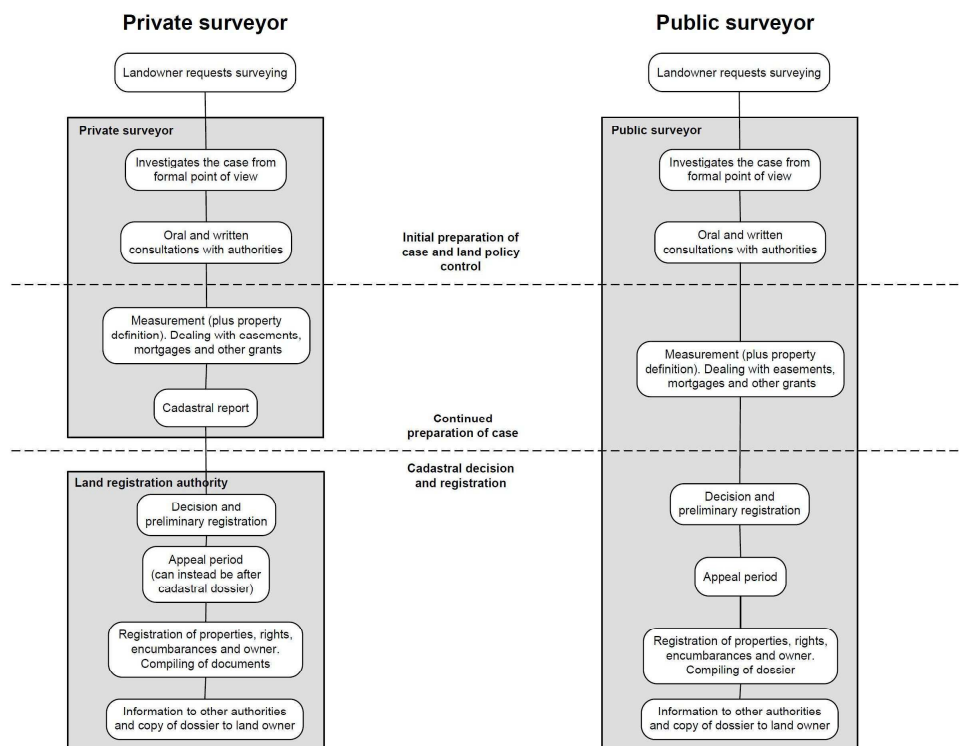 Private surveyor
Landowner requests surveying
Private surveyor
Investigates the case from
formal point of view
Oral and written
consultations with authorities
Measurement (plus property
definition). Dealing with easements,
mortgages and other grants
Cadastral report
Land registration authority
Decision and
preliminary registration
Appeal period
(can instead be after
cadastral dossier)
Registration of properties, rights,
encumbarances and owner.
Compiling of documents
Information to other authorities
and copy of dossier to land owner
Initial preparation of
case and land policy
control
Continued
preparation of case
Cadastral decision
and registration
Public surveyor
Landowner requests surveying
Public surveyor
Investigates the case from
formal point of view
Oral and written
consultations with authorities
Measurement (plus property
definition). Dealing with easements,
mortgages and other grants
Decision and
preliminary registration
Appeal period
Registration of properties, rights,
encumbarances and owner.
Compiling of dossier
Information to other authorities
and copy of dossier to land owner